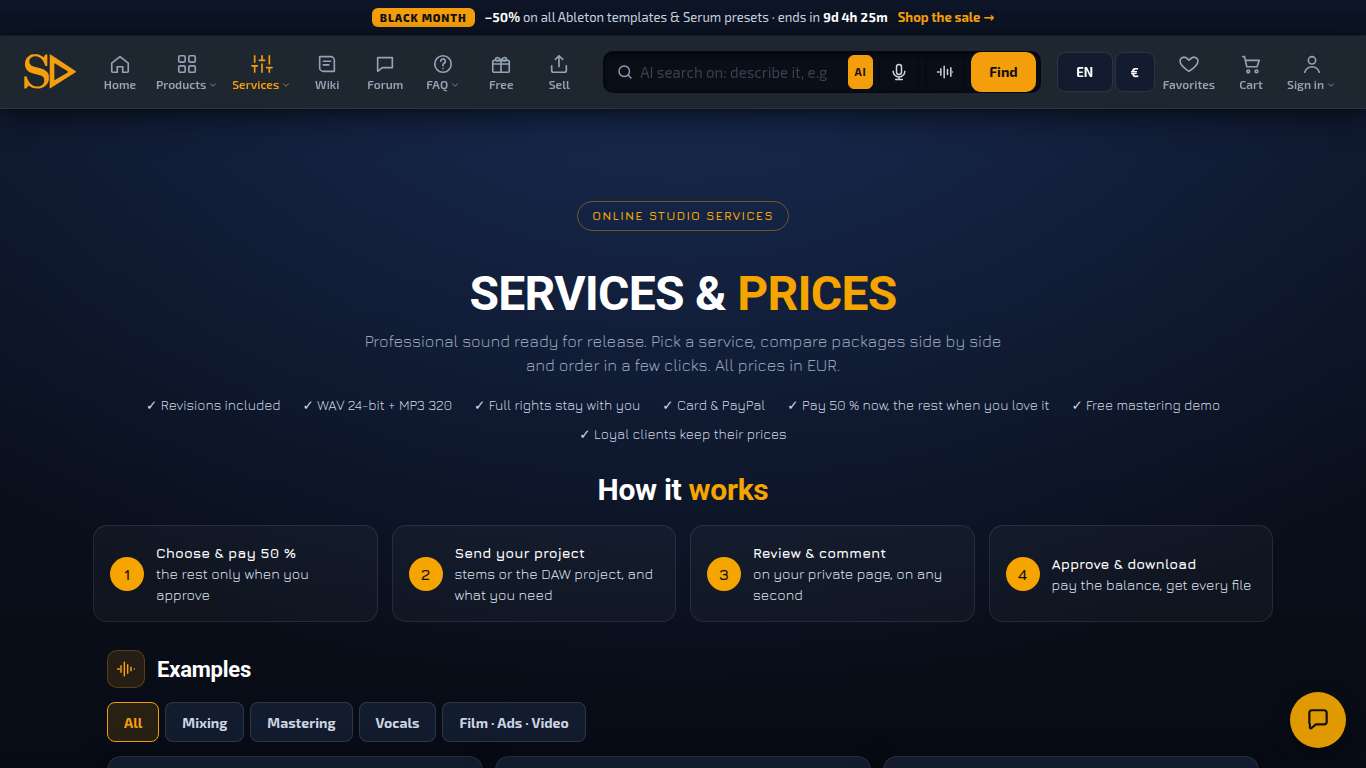 BLACK MONTH −50% on all Ableton templates & Serum presets · ends in 9d 4h 25m Shop the sale →
SD
Home Products Services Wiki Forum FAQ Free Sell
AI search on: describe it, e.g AI Find EN € Favorites Cart Sign in
ONLINE STUDIO SERVICES
SERVICES & PRICES
Professional sound ready for release. Pick a service, compare packages side by side
and order in a few clicks. All prices in EUR.
✓ Revisions included ✓ WAV 24-bit + MP3 320 ✓ Full rights stay with you ✓ Card & PayPal ✓ Pay 50 % now, the rest when you love it ✓ Free mastering demo
✓ Loyal clients keep their prices
How it works
1
Choose & pay 50 %
the rest only when you
approve
2
Send your project
stems or the DAW project, and
what you need
3
Review & comment
on your private page, on any
second
4
Approve & download
pay the balance, get every file
Examples
All Mixing Mastering Vocals Film · Ads · Video